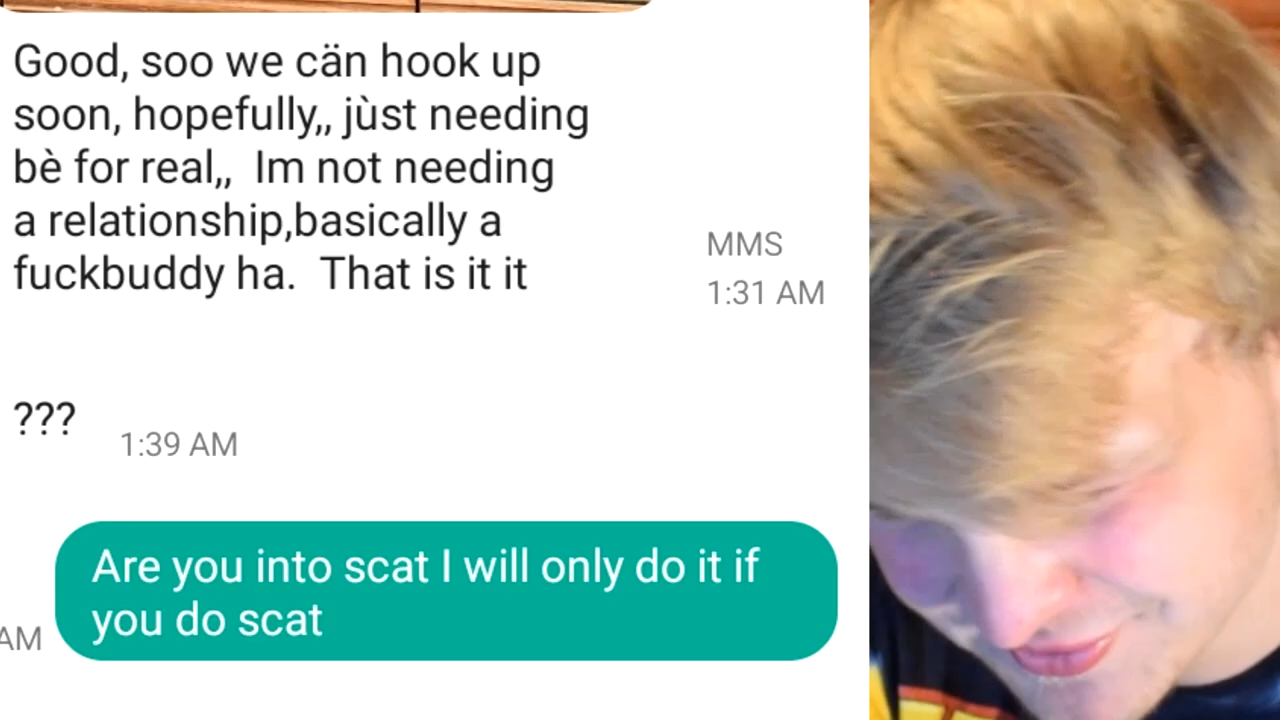 Good, soo we cän hook up
soon, hopefully,, jùst needing
bè for real,,  Im not needing
a relationship,basically a
fuckbuddy ha.  That is it it
MMS
1:31 AM
???
1:39 AM
Are you into scat I will only do it if
you do scat
AM